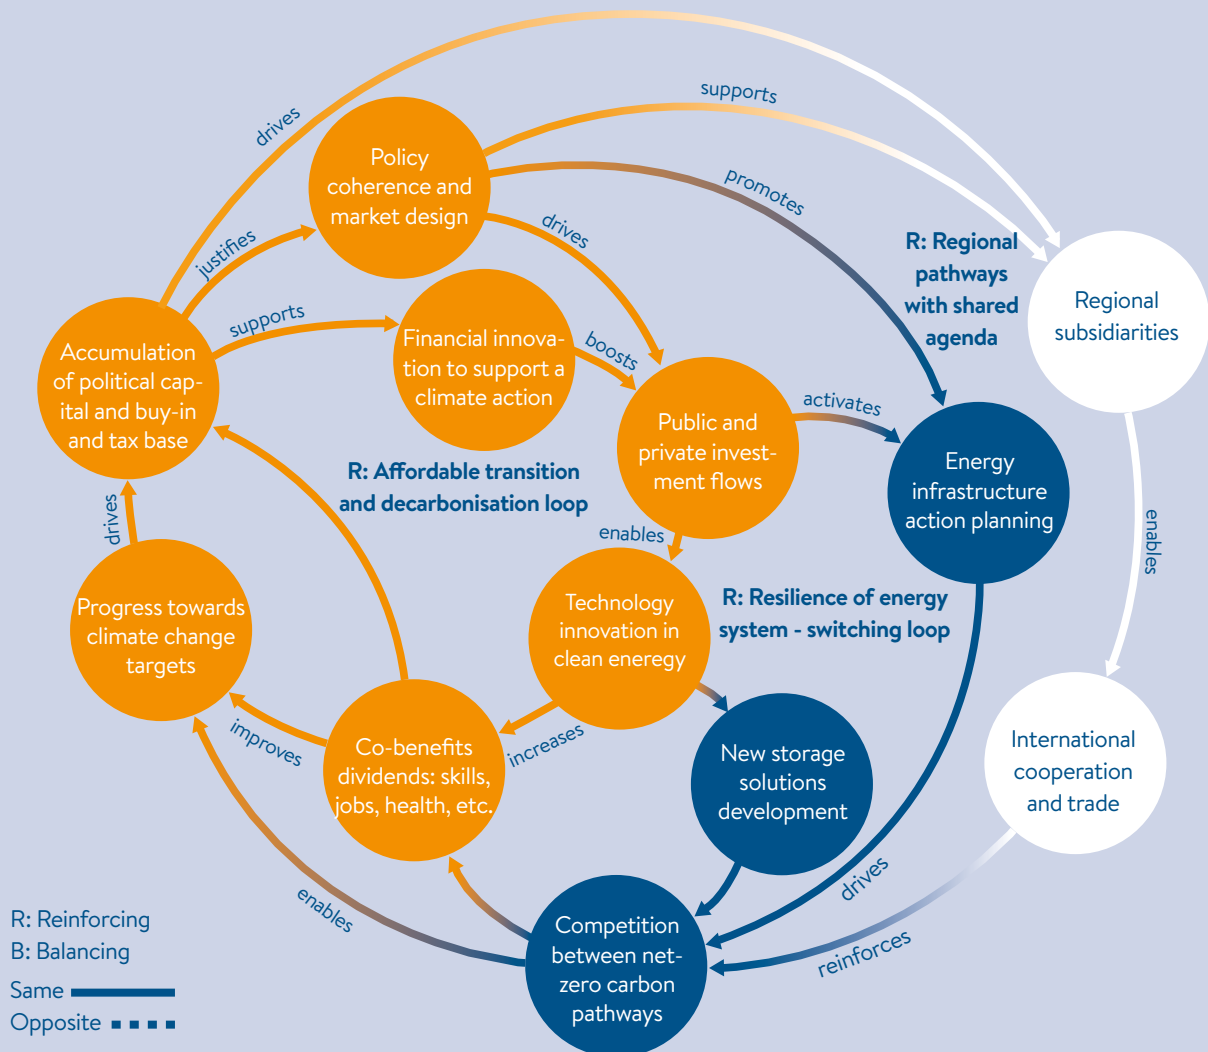 drives
supports
Policy
coherence and
market design
promotes
justifies
drives
R: Regional
pathways
with shared
agenda
Regional
subsidiarities
supports
Accumulation
of political cap-
ital and buy-in
and tax base
Financial innova-
tion to support a
climate action
boosts
Public and
private invest-
ment flows
activates
Energy
infrastructure
action planning
R: Affordable transition
and decarbonisation loop
drives
enables
enables
Progress towards
climate change
targets
Technology
innovation in
clean eneregy
R: Resilience of energy
system - switching loop
improves
Co-benefits
dividends: skills,
jobs, health, etc.
increases
New storage
solutions
development
International
cooperation
and trade
enables
drives
reinforces
Competition
between net-
zero carbon
pathways
R: Reinforcing
B: Balancing
Same
Opposite